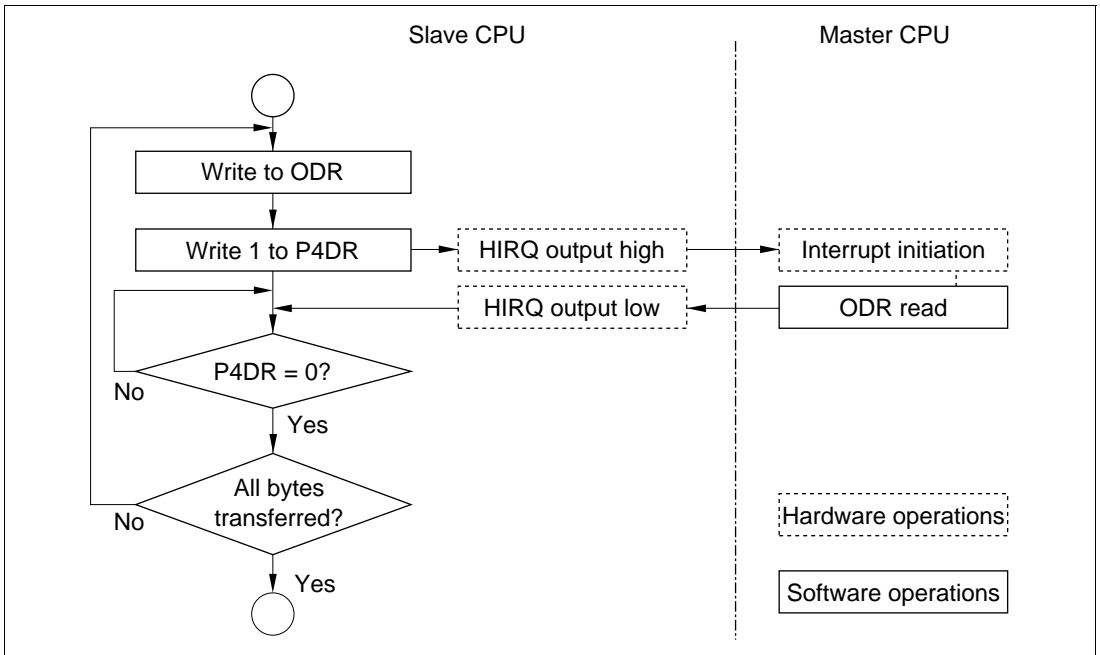 Slave CPU
Master CPU
Write to ODR
Write 1 to P4DR
HIRQ output high
Interrupt initiation
HIRQ output low
ODR read
P4DR = 0?
No
Yes
All bytes
transferred?
No
Yes
Hardware operations
Software operations